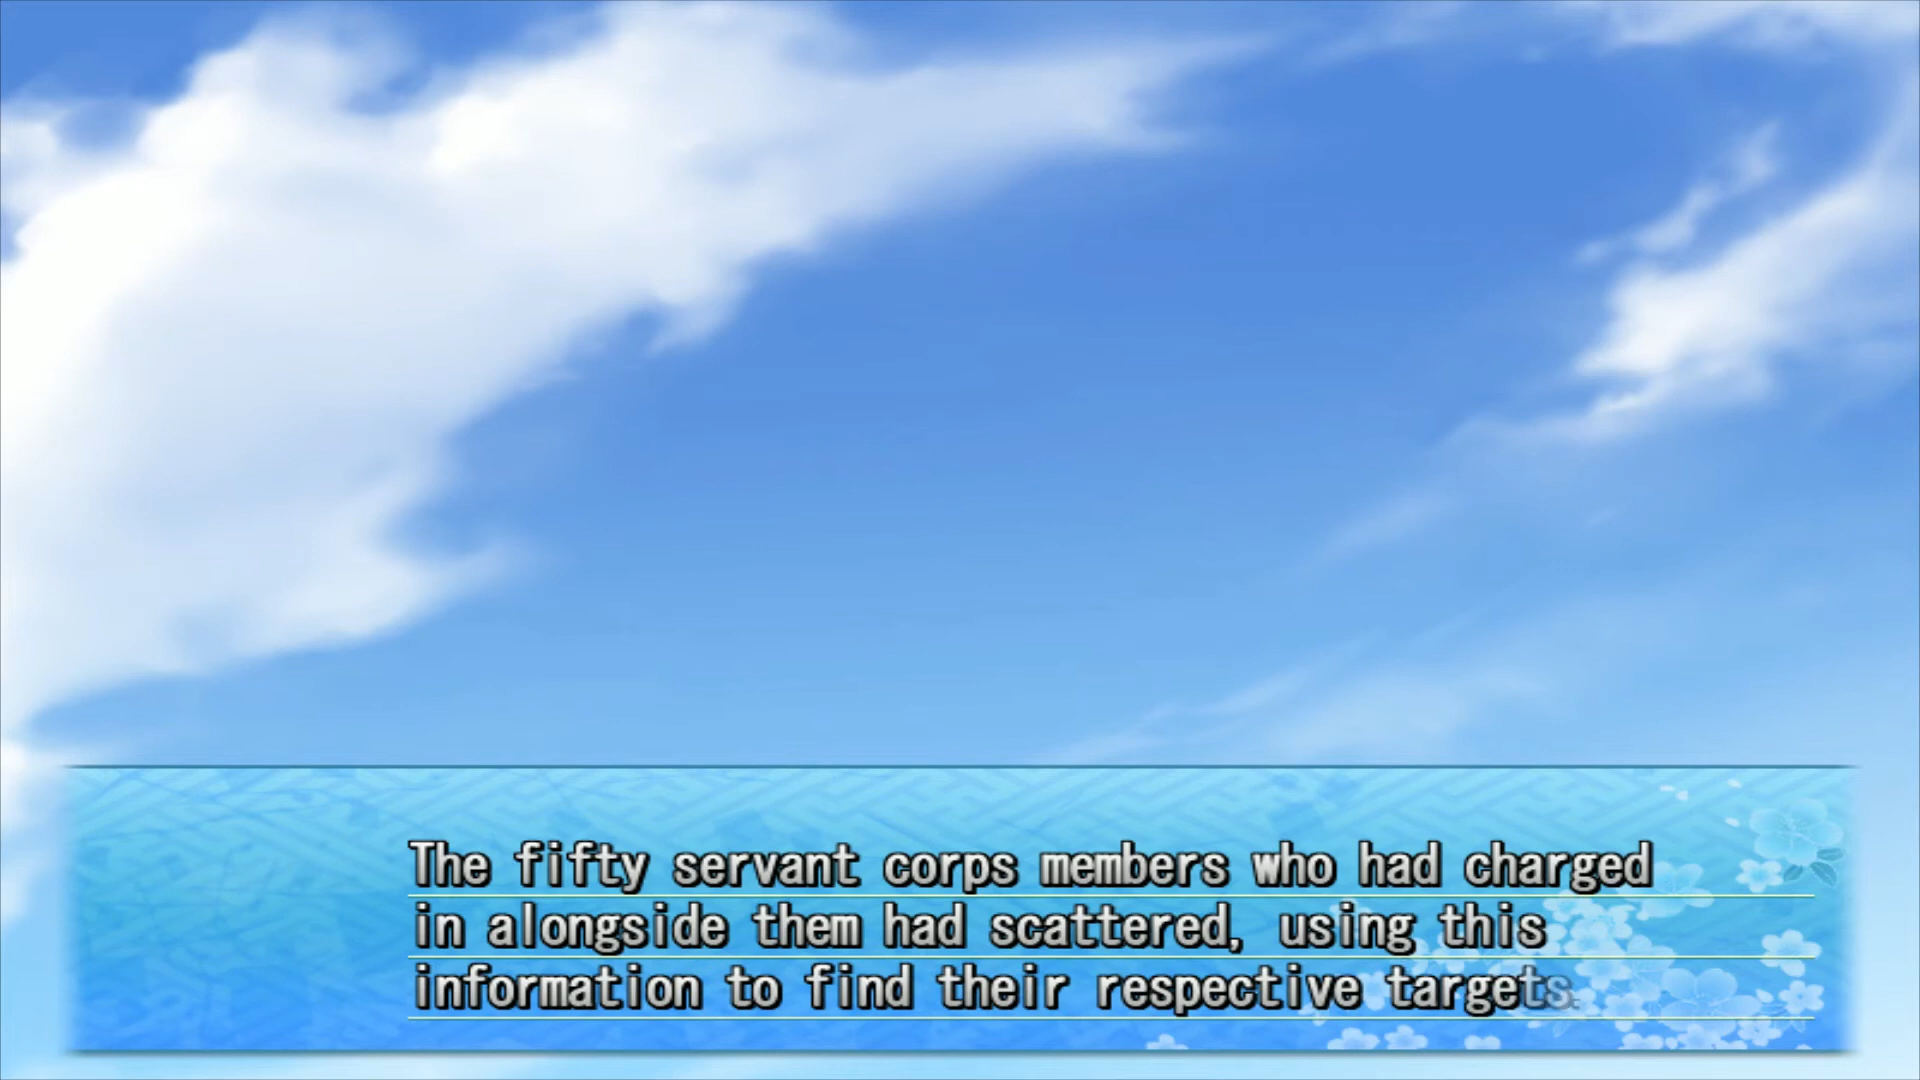 The fifty servant corps members who had charged
in alongside them had scattered, using this
information to find their respective targets.